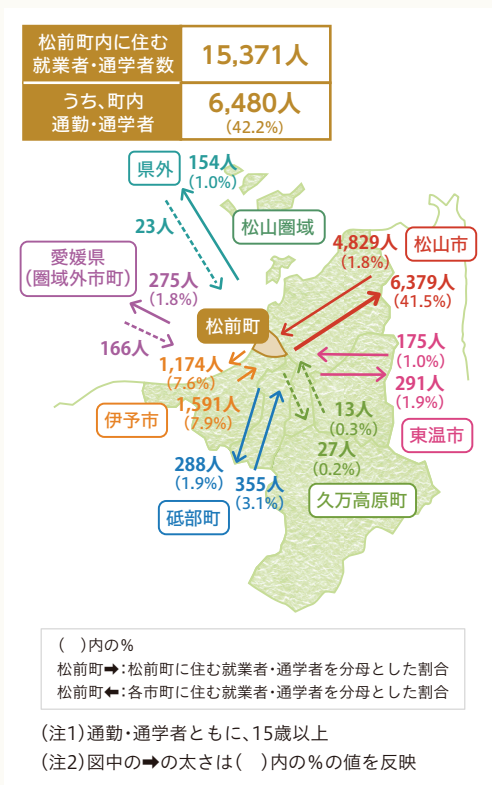 松前町内に住む
就業者・通学者数
15,371人
うち、町内
通勤・通学者
6,480人
(42.2%)
県外
154人
(1.0%)
23人
松山圏域
4,829人
(1.8%)
松山市
6,379人
(41.5%)
愛媛県
(圏域外市町)
275人
(1.8%)
166人
松前町
175人
(1.0%)
291人
(1.9%)
東温市
1,174人
(7.6%)
1,591人
(7.9%)
伊予市
13人
(0.3%)
27人
(0.2%)
久万高原町
288人
(1.9%)
355人
(3.1%)
砥部町
(　)内の%
松前町➡:松前町に住む就業者・通学者を分母とした割合
松前町⬅:各市町に住む就業者・通学者を分母とした割合
(注1)通勤・通学者ともに、15歳以上
(注2)図中の➡の太さは(　)内の%の値を反映